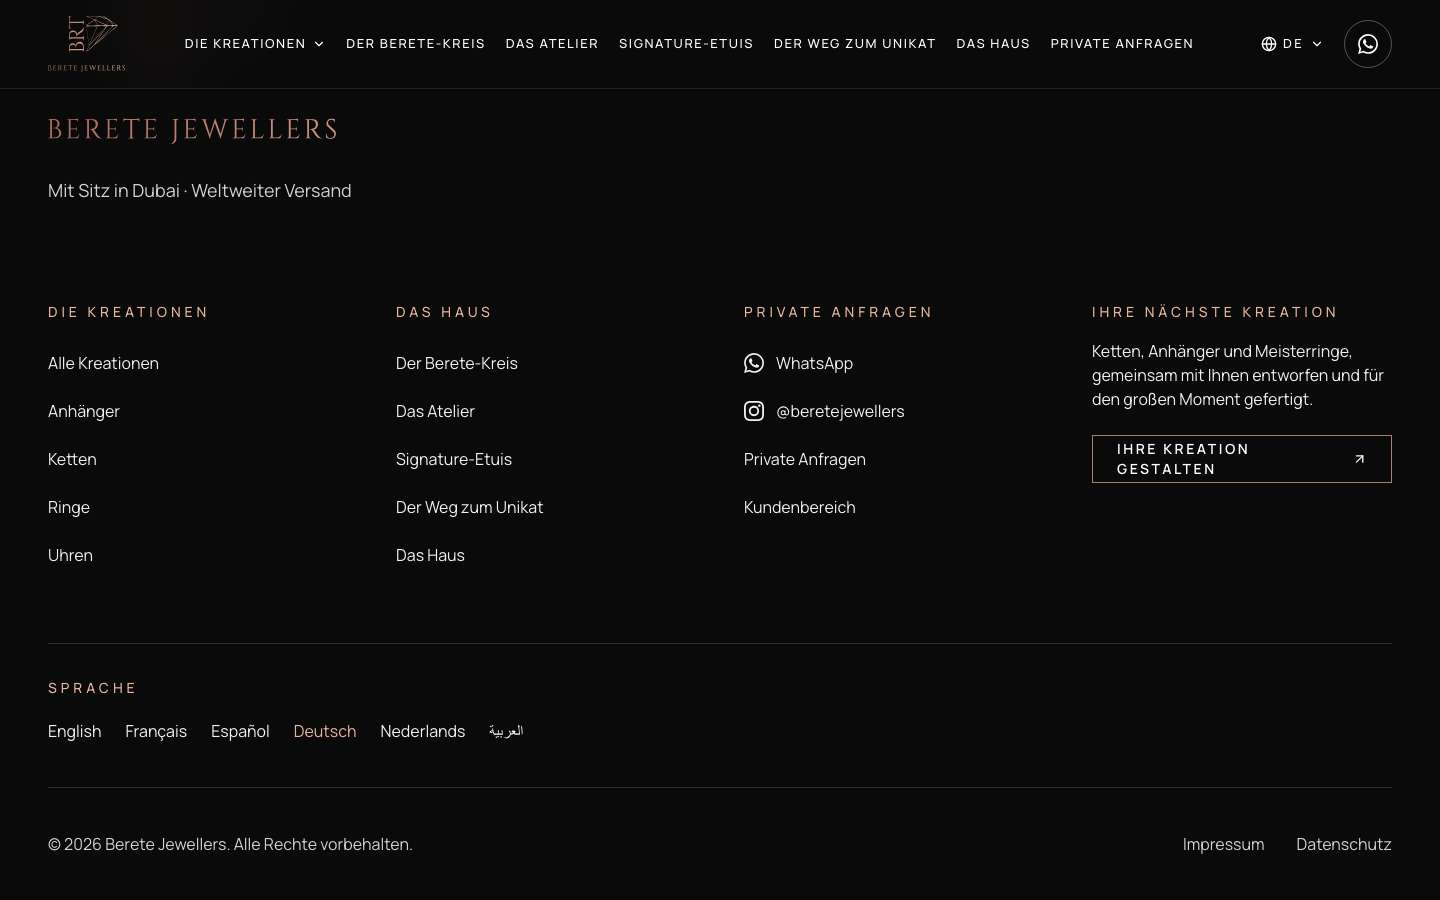 BRT
BERETE JEWELLERS
DIE KREATIONEN
DER BERETE-KREIS
DAS ATELIER
SIGNATURE-ETUIS
DER WEG ZUM UNIKAT
DAS HAUS
PRIVATE ANFRAGEN
DE
BERETE JEWELLERS
Mit Sitz in Dubai · Weltweiter Versand
DIE KREATIONEN
Alle Kreationen
Anhänger
Ketten
Ringe
Uhren
DAS HAUS
Der Berete-Kreis
Das Atelier
Signature-Etuis
Der Weg zum Unikat
Das Haus
PRIVATE ANFRAGEN
WhatsApp
@beretejewellers
Private Anfragen
Kundenbereich
IHRE NÄCHSTE KREATION
Ketten, Anhänger und Meisterringe,
gemeinsam mit Ihnen entworfen und für
den großen Moment gefertigt.
IHRE KREATION
GESTALTEN
SPRACHE
English Français Español Deutsch Nederlands العربية
© 2026 Berete Jewellers. Alle Rechte vorbehalten.
Impressum Datenschutz